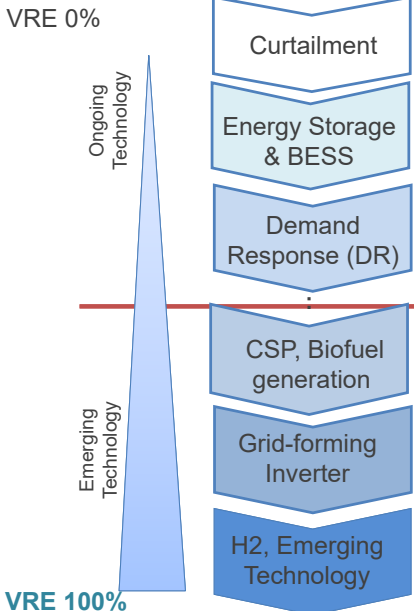 VRE 0%
Curtailment
Ongoing
Technology
Energy Storage
& BESS
Demand
Response (DR)
⋮
CSP, Biofuel
generation
Emerging
Technology
Grid-forming
Inverter
H2, Emerging
Technology
VRE 100%